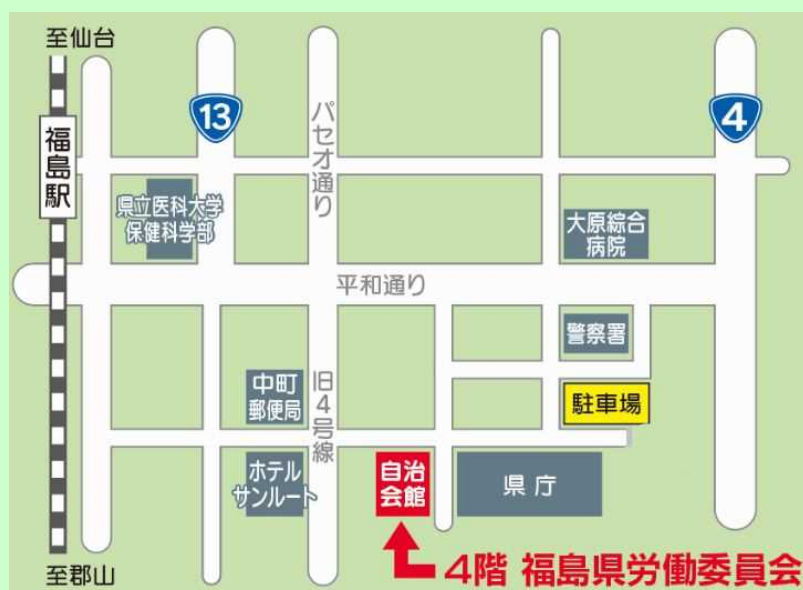 至仙台
13
4
パセオ通り
福島駅
県立医科大学
保健科学部
大原綜合
病院
平和通り
警察署
中町
郵便局
旧4号線
駐車場
ホテル
サンルート
自治
会館
県庁
至郡山
4階 福島県労働委員会